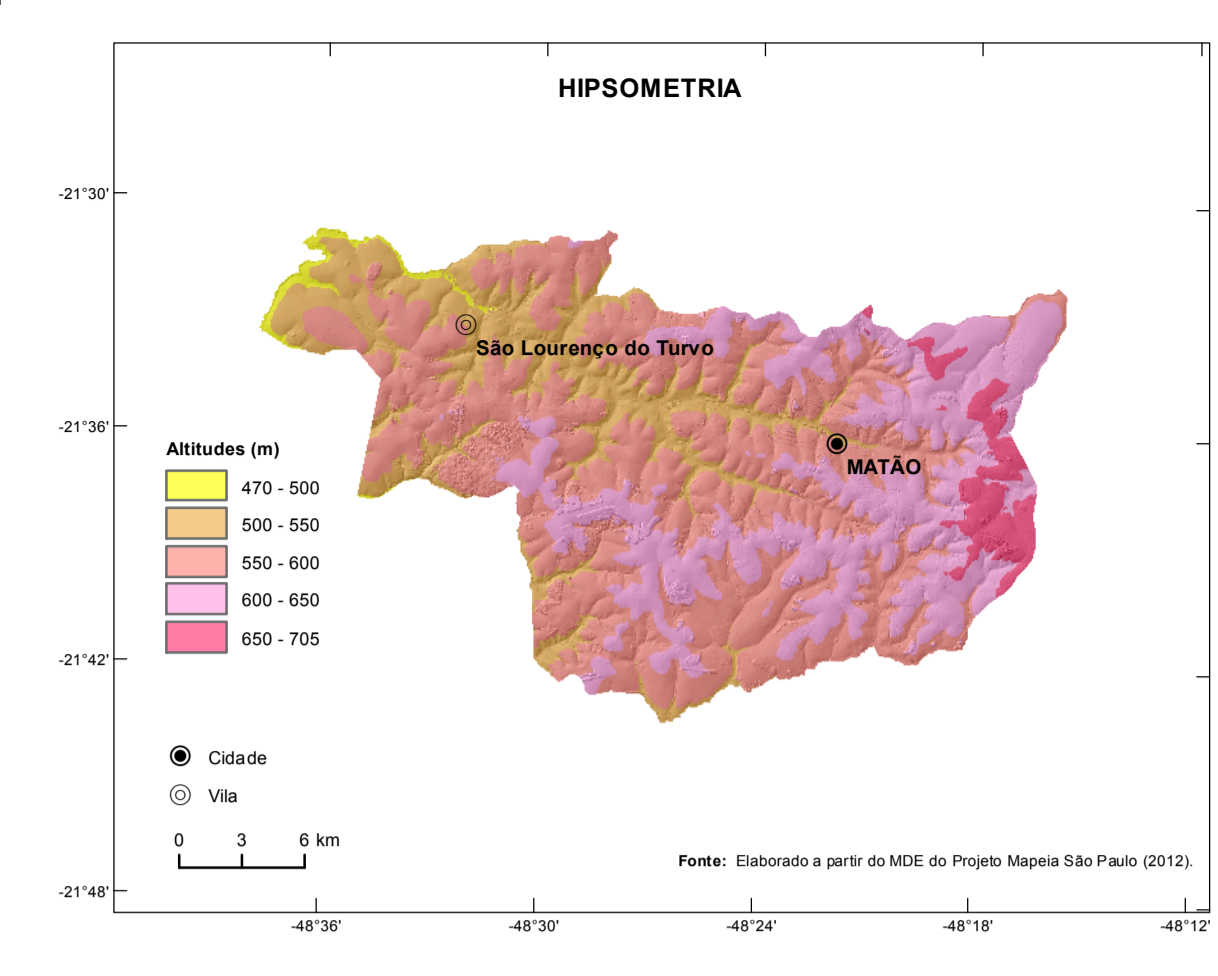 HIPSOMETRIA
-21°30'
São Lourenço do Turvo
-21°36'
MATÃO
Altitudes (m)
470 - 500
500 - 550
550 - 600
600 - 650
650 - 705
-21°42'
Cidade
Vila
0 3 6 km
Fonte: Elaborado a partir do MDE do Projeto Mapeia São Paulo (2012).
-21°48'
-48°36' -48°30' -48°24' -48°18' -48°12'